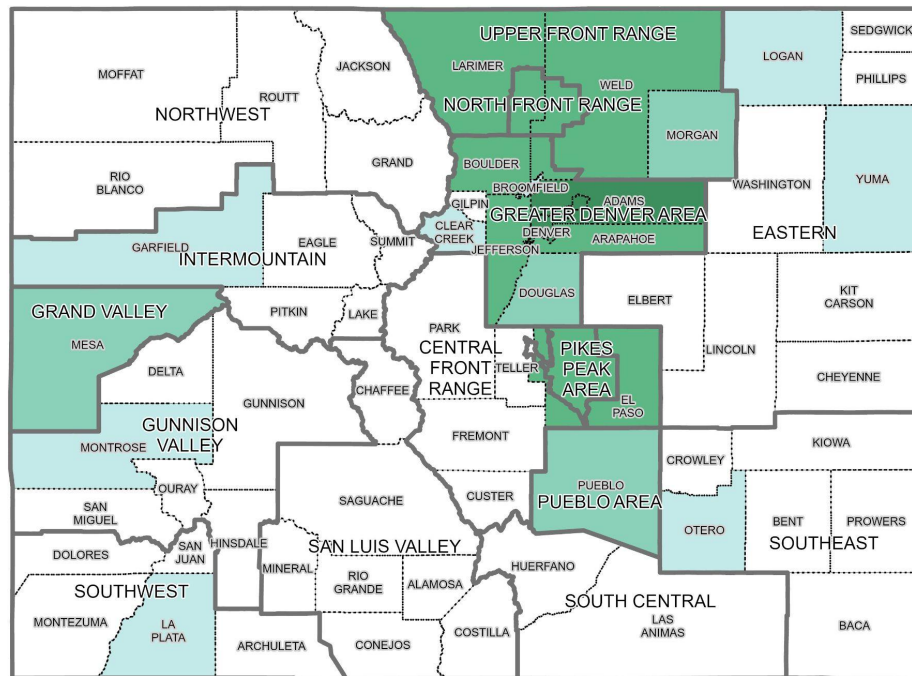 UPPER FRONT RANGE
SEDGWICK
LOGAN
JACKSON
LARIMER
MOFFAT
PHILLIPS
WELD
ROUTT
NORTH FRONT RANGE
NORTHWEST
MORGAN
GRAND
BOULDER
RIO
BLANCO
WASHINGTON
YUMA
BROOMFIELD
ADAMS
GILPIN
GREATER DENVER AREA
CLEAR
CREEK
DENVER
ARAPAHOE
EASTERN
GARFIELD
EAGLE
SUMMIT
JEFFERSON
INTERMOUNTAIN
DOUGLAS
ELBERT
KIT
CARSON
GRAND VALLEY
PITKIN
LAKE
PARK
MESA
CENTRAL
FRONT
RANGE
PIKES
PEAK
AREA
LINCOLN
TELLER
DELTA
CHEYENNE
CHAFFEE
GUNNISON
EL
PASO
GUNNISON
VALLEY
MONTROSE
FREMONT
KIOWA
CROWLEY
OURAY
PUEBLO
PUEBLO AREA
SAGUACHE
CUSTER
SAN
MIGUEL
OTERO
BENT
PROWERS
SOUTHEAST
DOLORES
SAN
JUAN
HINSDALE
SAN LUIS VALLEY
MINERAL
RIO
GRANDE
ALAMOSA
HUERFANO
SOUTHWEST
SOUTH CENTRAL
MONTEZUMA
LA
PLATA
ARCHULETA
CONEJOS
COSTILLA
LAS
ANIMAS
BACA